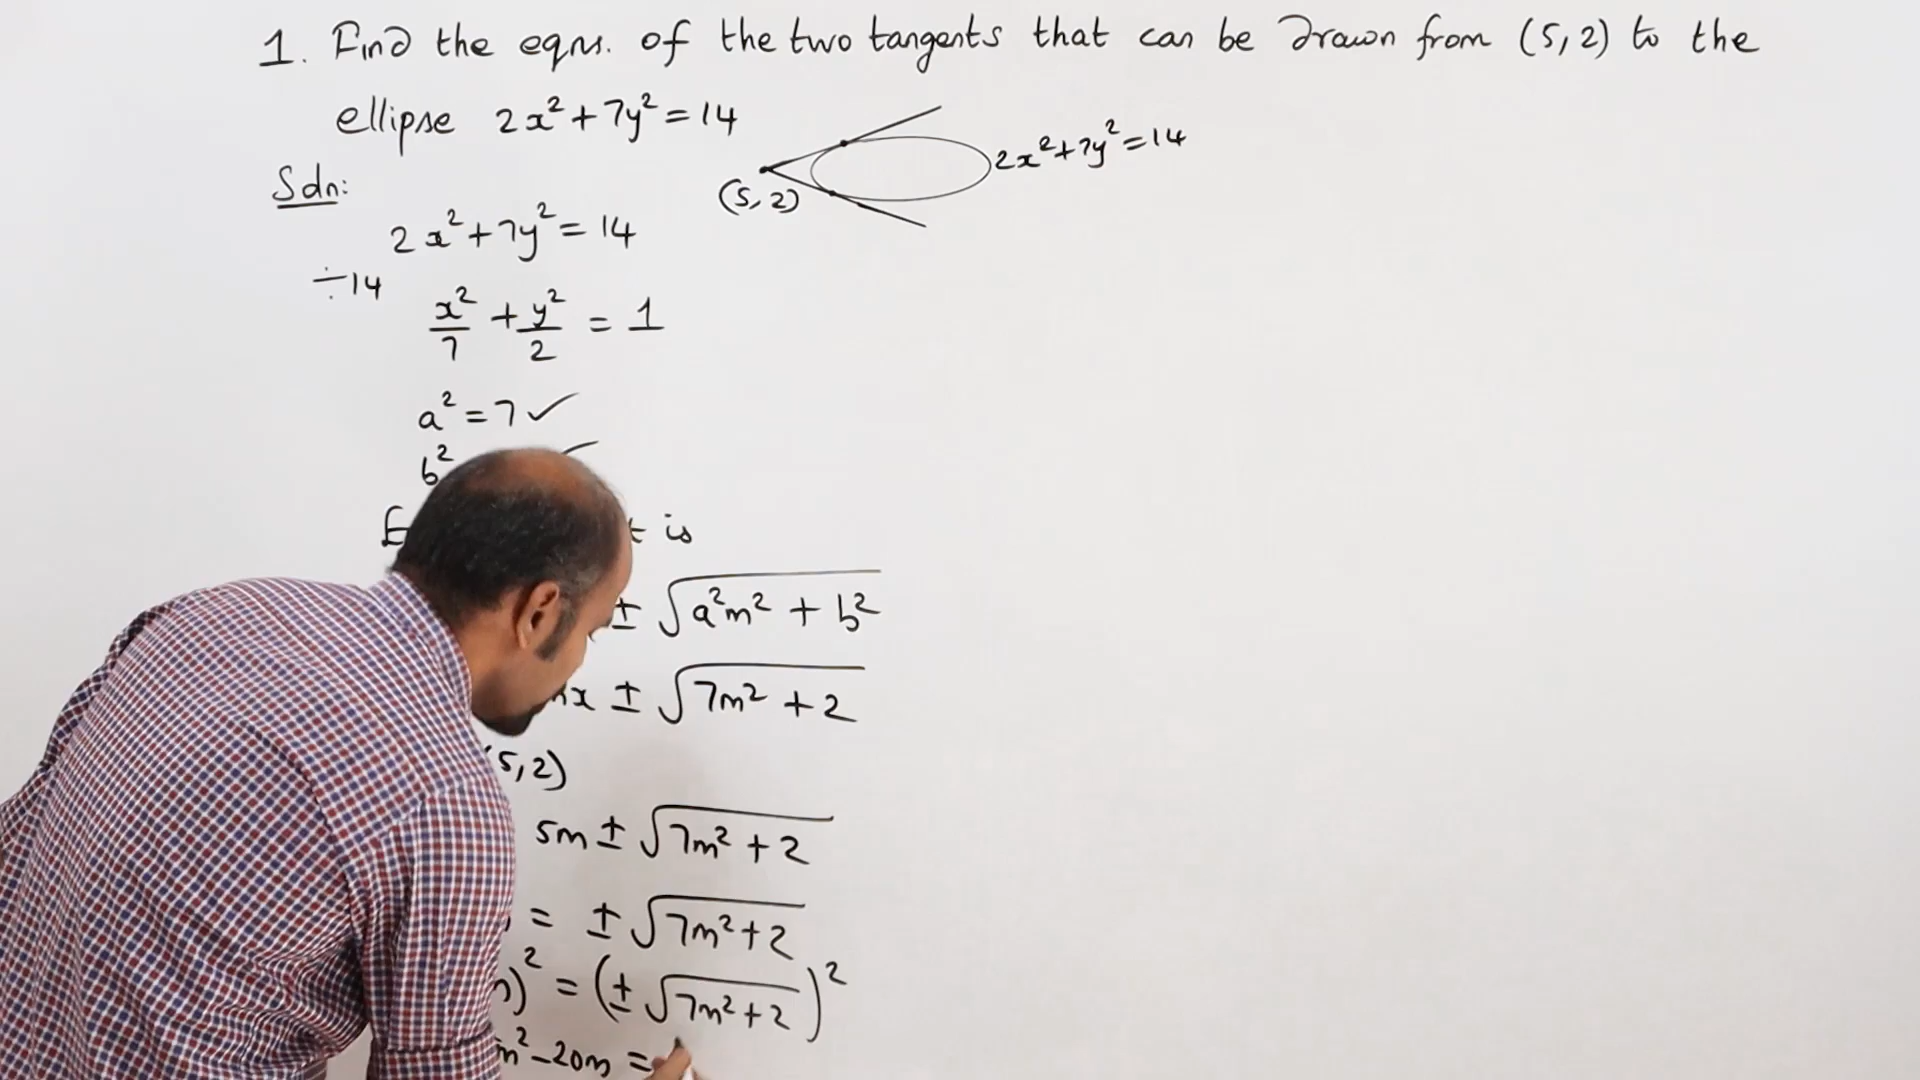 1. Find the eqns. of the two tangents that can be drawn from (5,2) to the
ellipse 2x²+7y²=14
2x²+7y²=14
(5,2)
Soln:
2x²+7y²=14
÷14
x²/7 + y²/2 = 1
a²=7 ✓
b² ✓
is
± √(a²m² + b²)
x ± √(7m² + 2)
5,2)
5m ± √(7m² + 2)
= ± √(7m²+2)
)² = (± √(7m²+2))²
m²-20m =